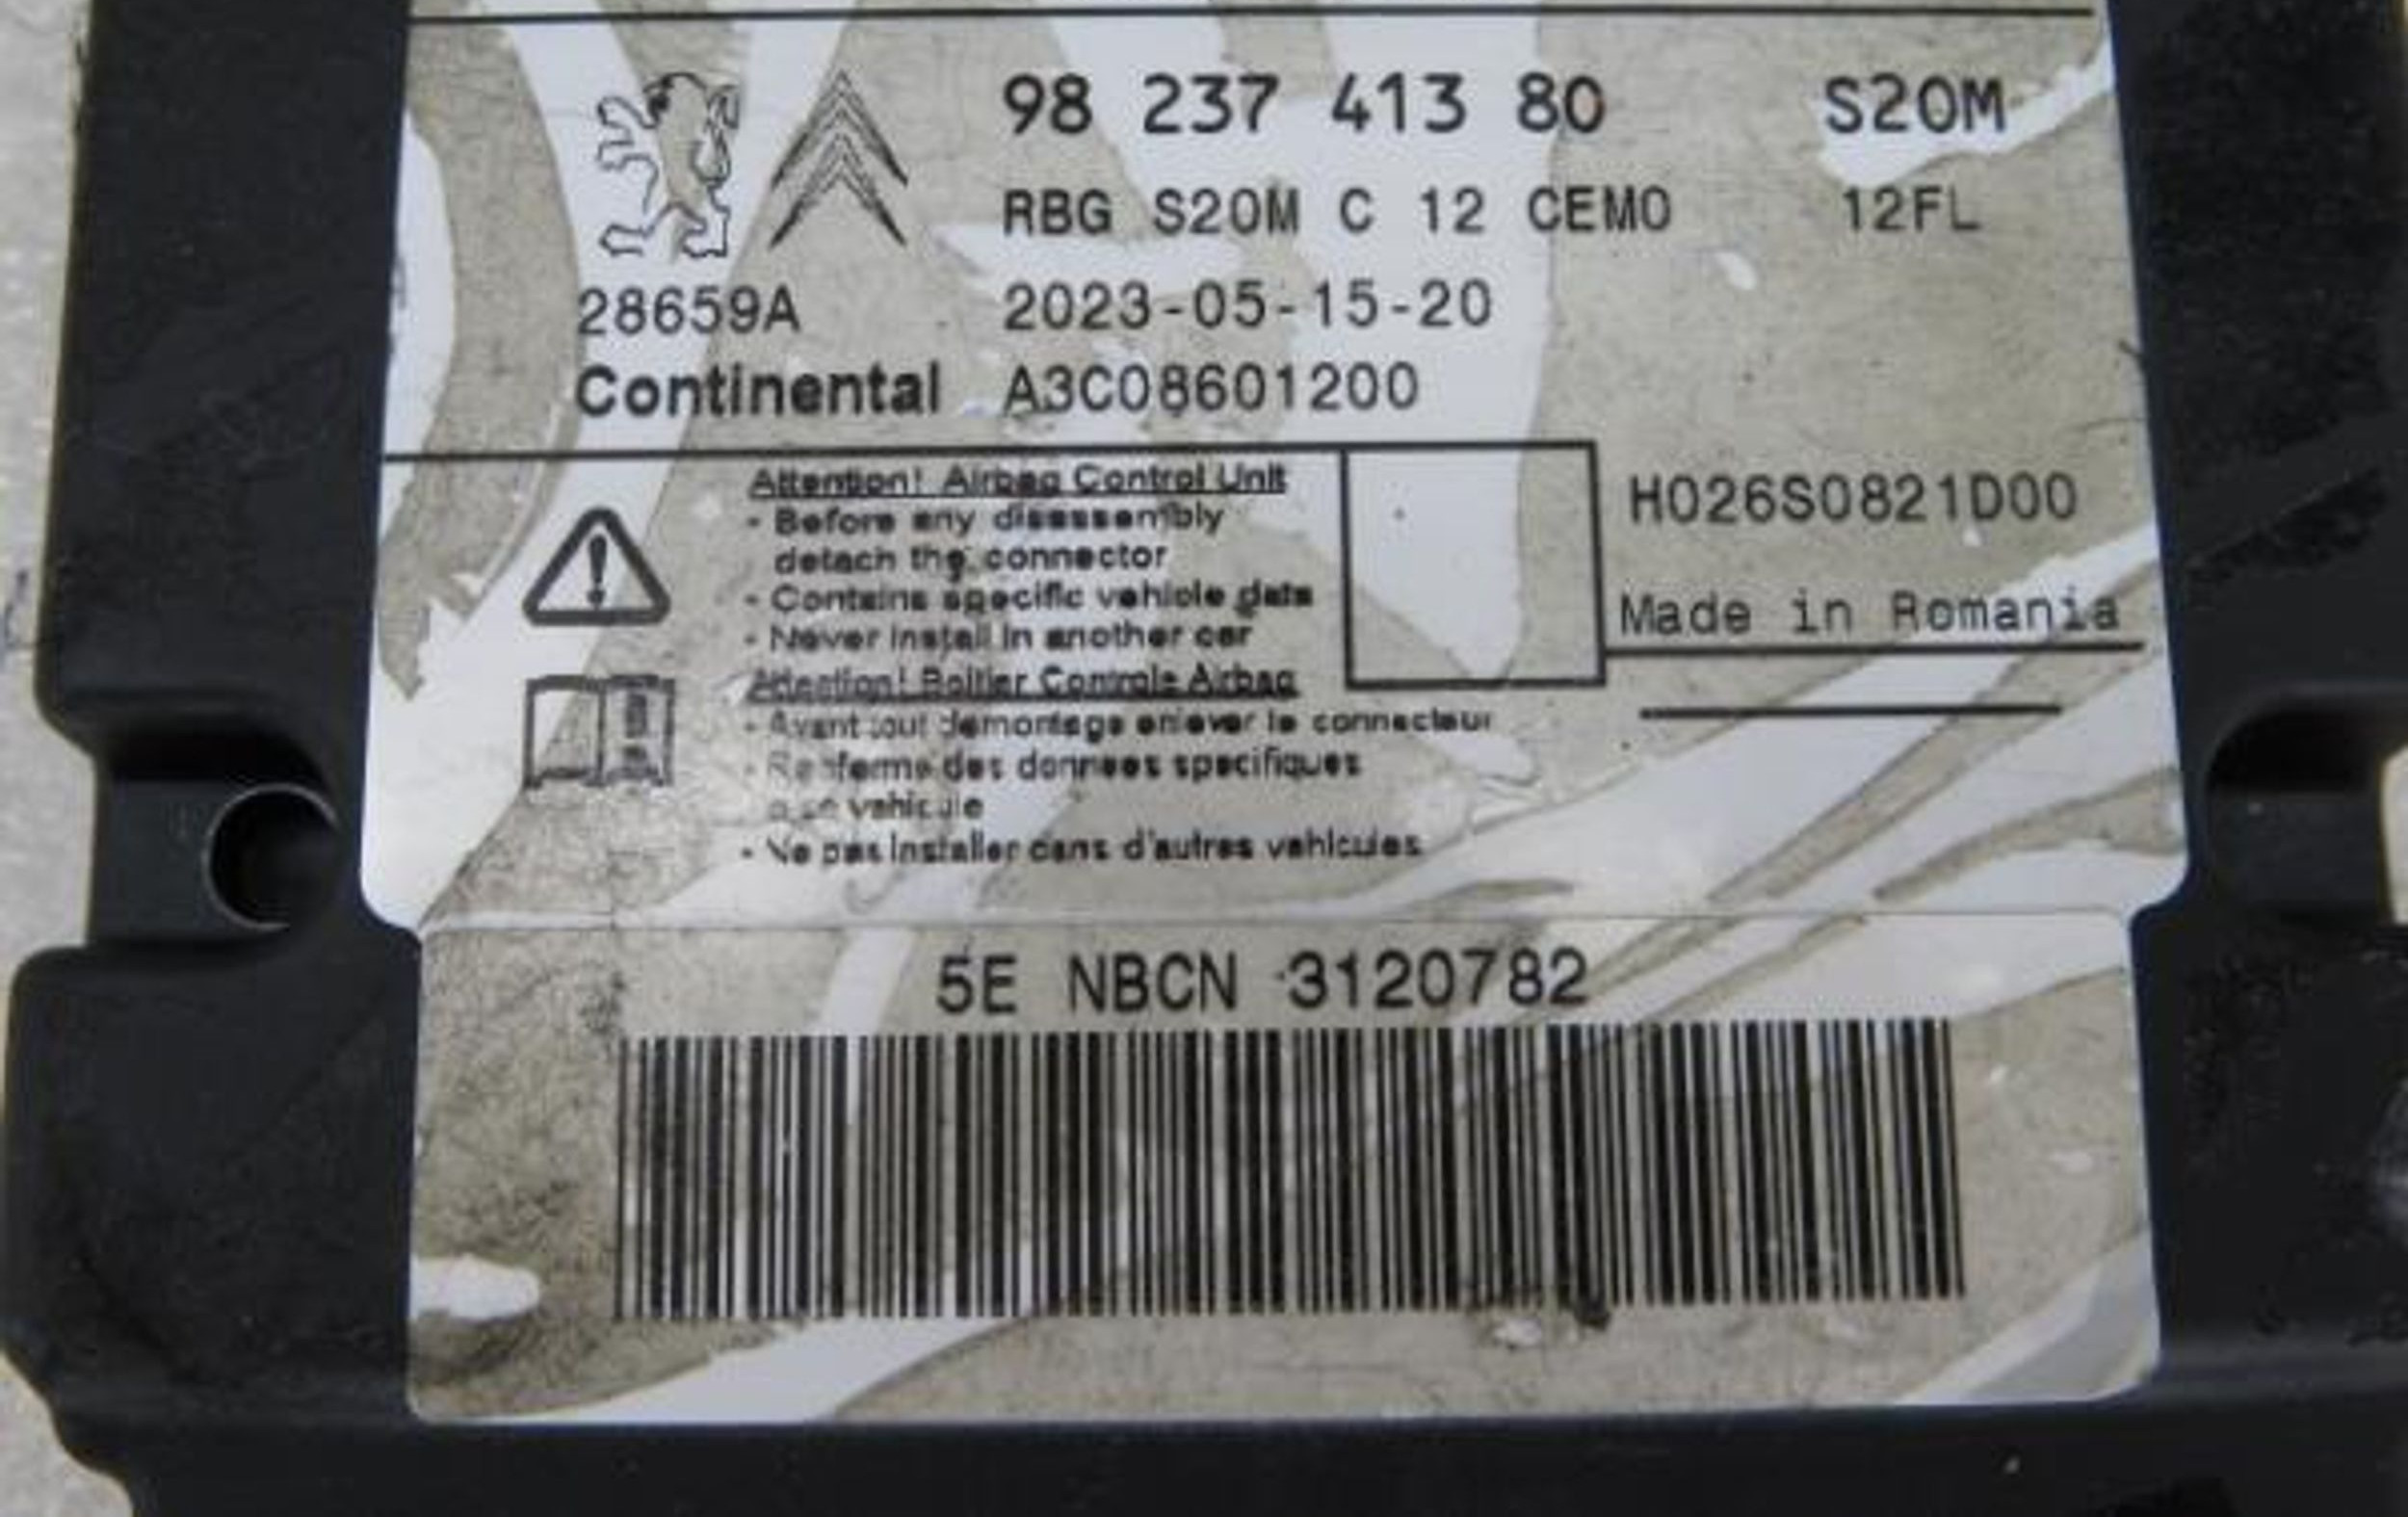 98 237 413 80 S20M
RBG S20M C 12 CEMO 12FL
28659A 2023-05-15-20
Continental A3C08601200
Attention! Airbag Control Unit
- Before any disassembly
detach the connector
- Contains specific vehicle data
- Never install in another car
H026S0821D00
Made in Romania
Attention! Boitier Controle Airbag
- Avant tout demontage enlever le connecteur
- Renferme des donnees specifiques
vehicule
- Ne pas installer dans d'autres vehicules
5E NBCN 3120782